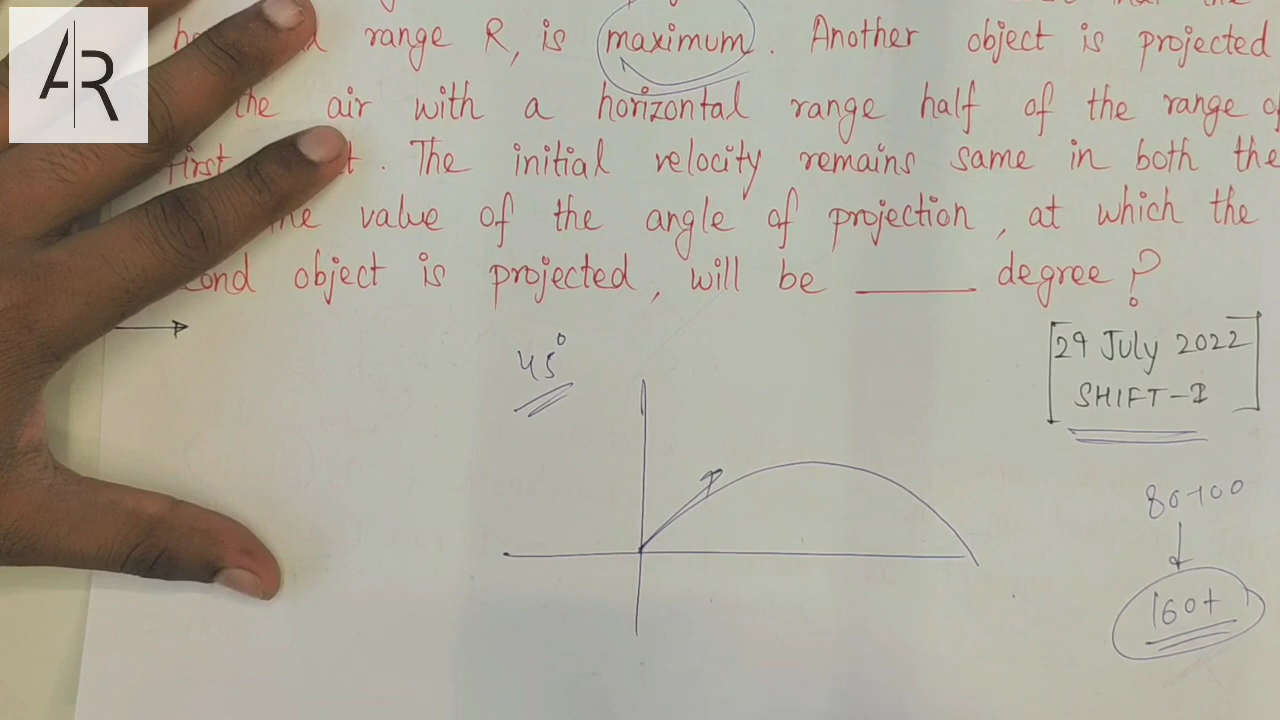 AR
range R, is maximum. Another object is projected
the air with a horizontal range half of the range of
first . The initial velocity remains same in both the
value of the angle of projection, at which the
object is projected, will be ______ degree?
45°
[29 July 2022
SHIFT-I]
80-100
160+